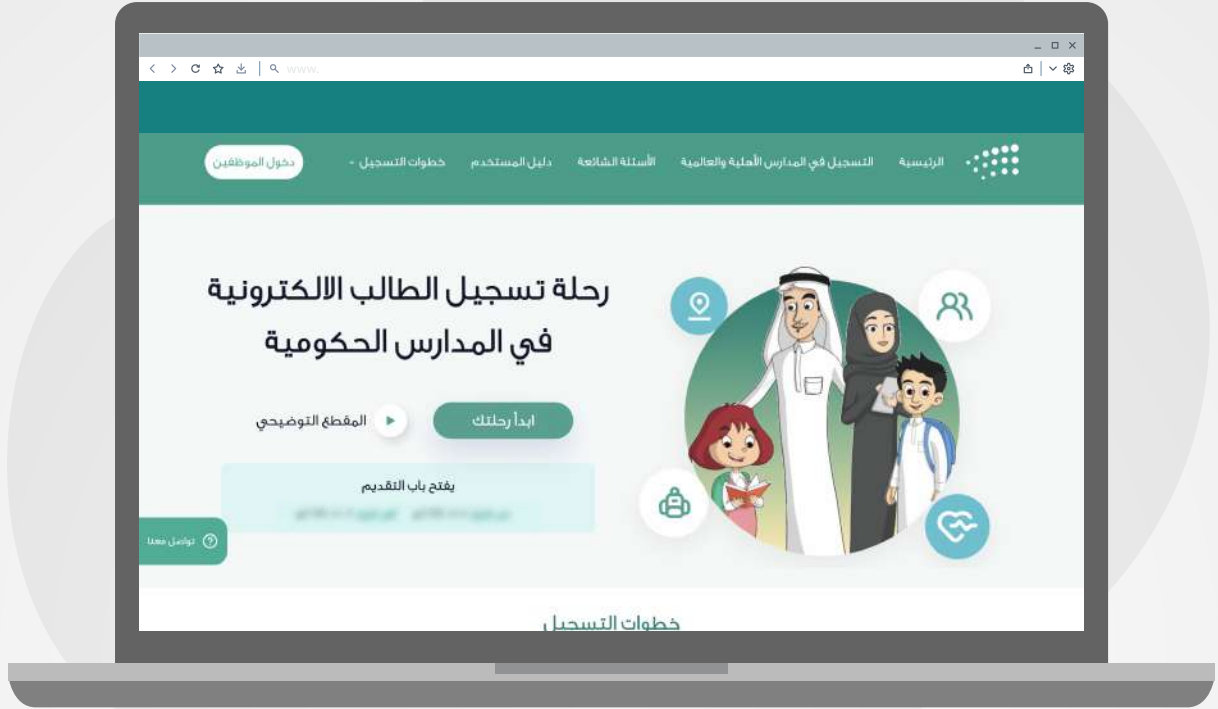 www.
الرئيسية
التسجيل في المدارس الأهلية والعالمية
الأسئلة الشائعة
دليل المستخدم
خطوات التسجيل
دخول الموظفين
رحلة تسجيل الطالب الالكترونية
في المدارس الحكومية
ابدأ رحلتك
المقطع التوضيحي
يفتح باب التقديم
تواصل معنا
خطوات التسجيل